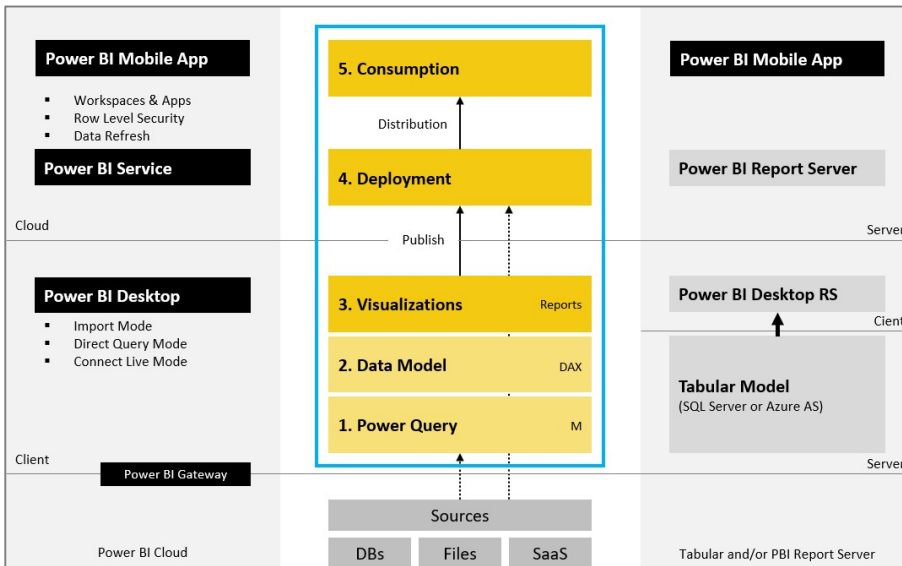 Power BI Mobile App
▪ Workspaces & Apps
▪ Row Level Security
▪ Data Refresh
Power BI Service
Cloud
Power BI Desktop
▪ Import Mode
▪ Direct Query Mode
▪ Connect Live Mode
Client
Power BI Gateway
Power BI Cloud
5. Consumption
Distribution
4. Deployment
Publish
3. Visualizations Reports
2. Data Model DAX
1. Power Query M
Sources
DBs Files SaaS
Power BI Mobile App
Power BI Report Server
Server
Power BI Desktop RS
Cient
Tabular Model
(SQL Server or Azure AS)
Server
Tabular and/or PBI Report Server